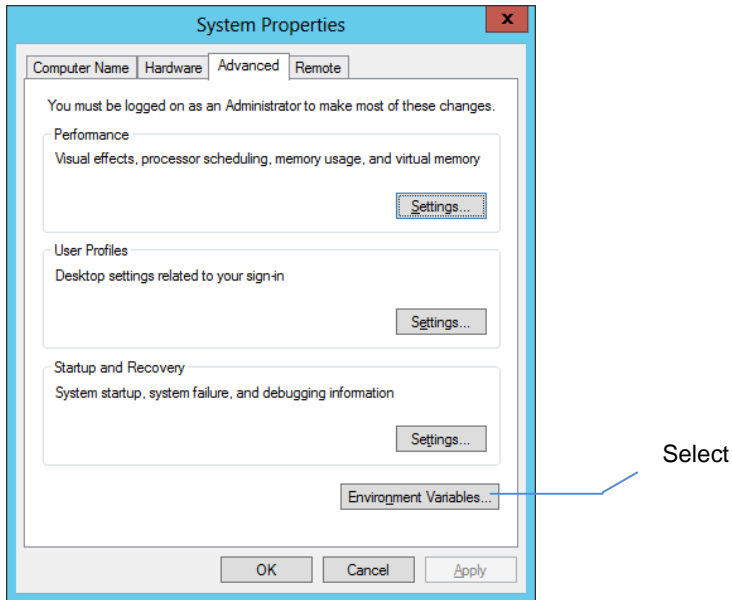 System Properties
x
Computer Name Hardware Advanced Remote
You must be logged on as an Administrator to make most of these changes.
Performance
Visual effects, processor scheduling, memory usage, and virtual memory
Settings...
User Profiles
Desktop settings related to your sign-in
Settings...
Startup and Recovery
System startup, system failure, and debugging information
Settings...
Select
Environment Variables...
OK Cancel Apply